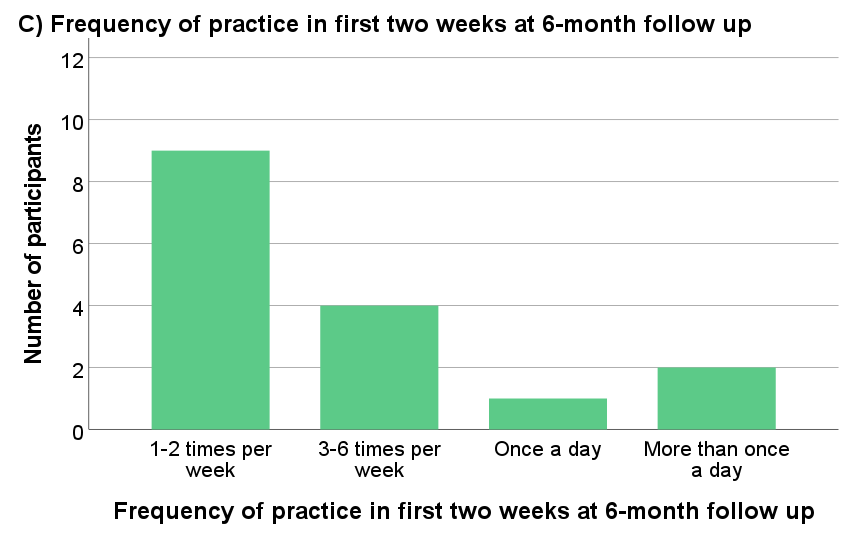 C) Frequency of practice in first two weeks at 6-month follow up
12
10
8
6
4
2
0
Number of participants
1-2 times per
week
3-6 times per
week
Once a day
More than once
a day
Frequency of practice in first two weeks at 6-month follow up